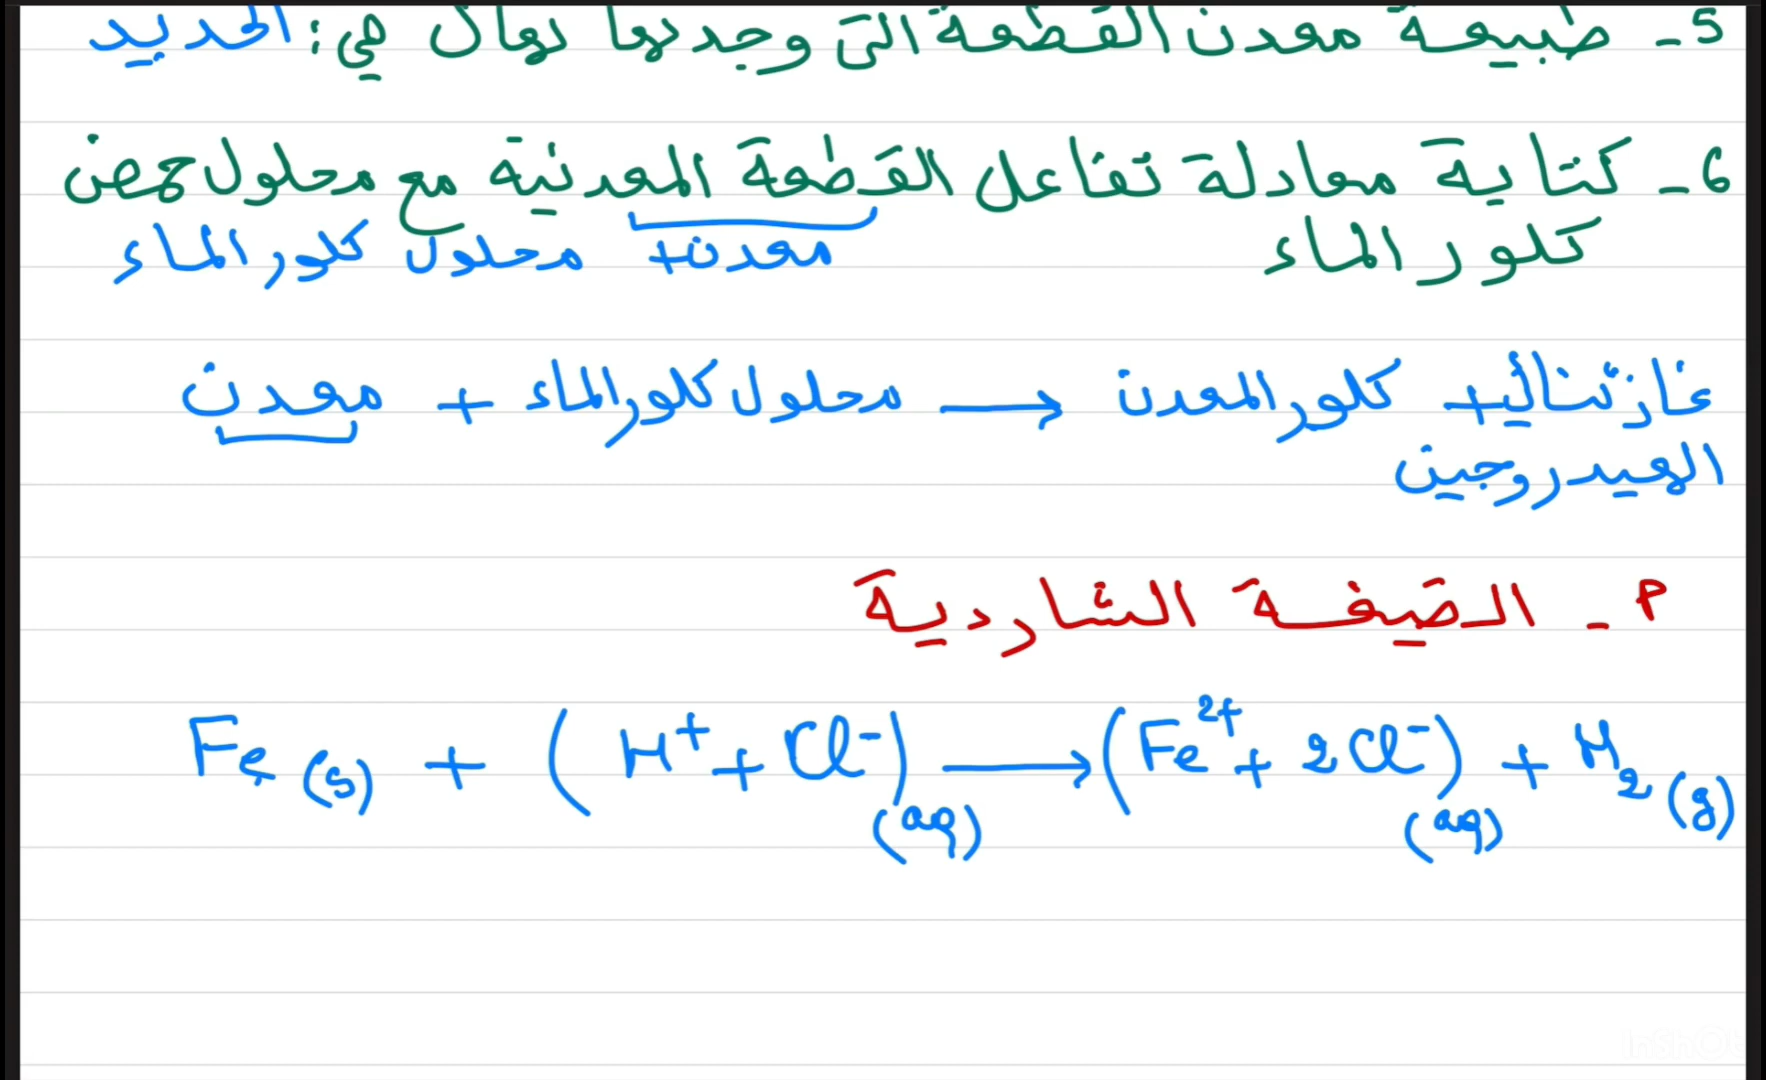 5- طبيعة معدن القطعة التي وجدها نهال هي: الحديد
6- كتابة معادلة تفاعل القطعة المعدنية مع محلول حمض
كلور الماء
معدن + محلول كلور الماء
معدن + محلول كلور الماء → كلور المعدن + غاز ثنائي
الهيدروجين
أ- الصيغة الشاردية
Fe (s) + (H⁺ + Cl⁻) (aq) → (Fe²⁺ + 2Cl⁻) (aq) + H₂ (g)
InShOt